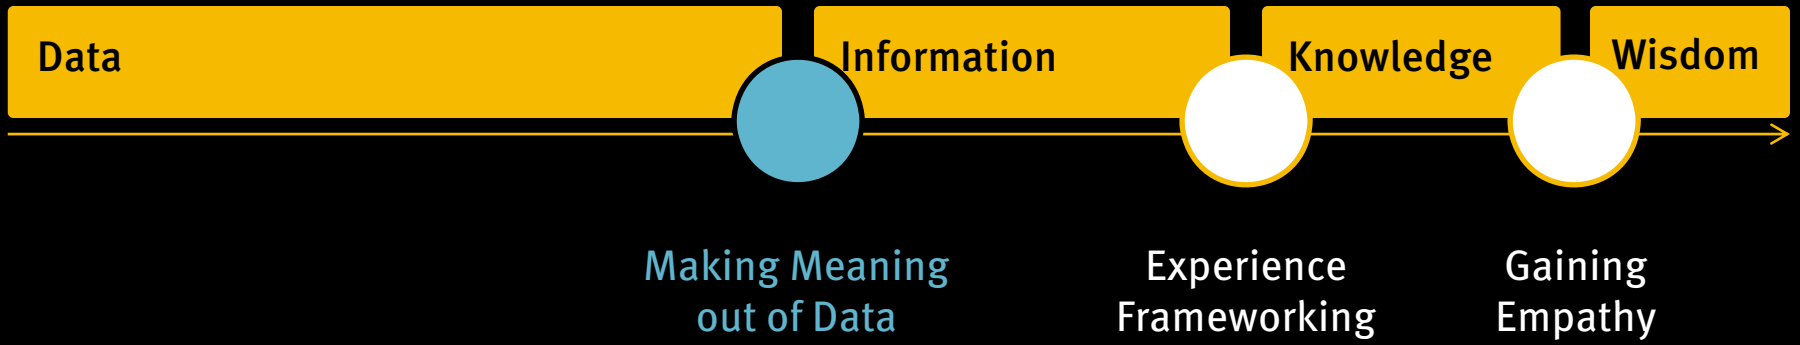 Data
Information
Knowledge
Wisdom
Making Meaning
out of Data
Experience
Frameworking
Gaining
Empathy